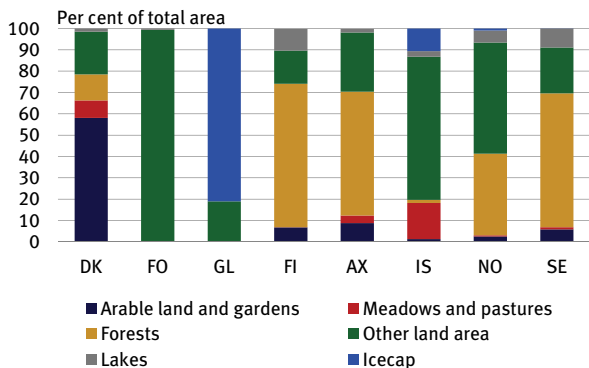 Per cent of total area
100
90
80
70
60
50
40
30
20
10
0
DK FO GL FI AX IS NO SE
Arable land and gardens Meadows and pastures
Forests Other land area
Lakes Icecap